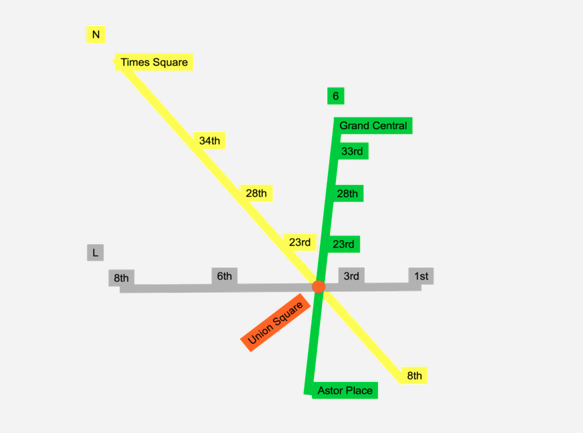 N
Times Square
6
Grand Central
34th
33rd
28th
28th
23rd
23rd
L
8th
6th
3rd
1st
Union Square
8th
Astor Place